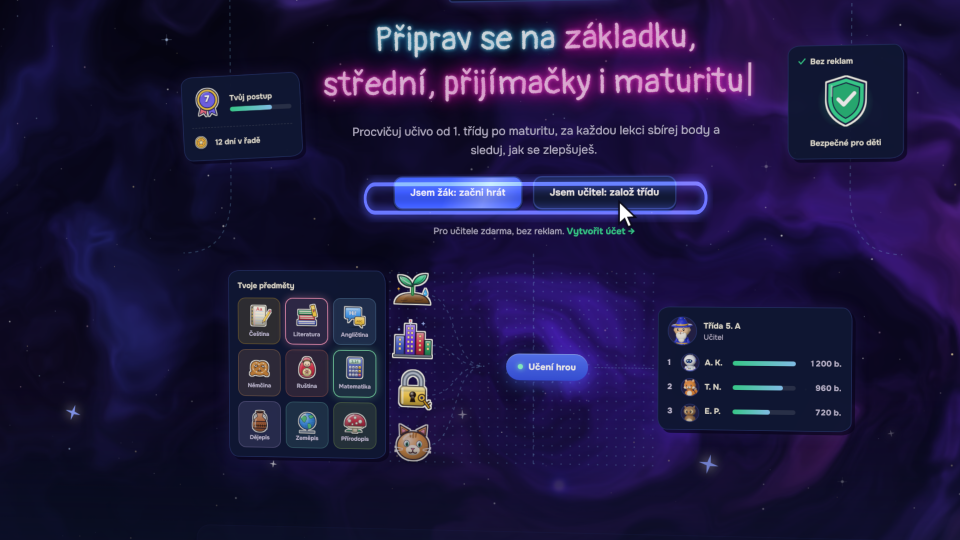 Připrav se na základku,
střední, přijímačky i maturitu
7
Tvůj postup
12 dní v řadě
Bez reklam
Bezpečné pro děti
Procvičuj učivo od 1. třídy po maturitu, za každou lekci sbírej body a
sleduj, jak se zlepšuješ.
Jsem žák: začni hrát
Jsem učitel: založ třídu
Pro učitele zdarma, bez reklam. Vytvořit účet →
Tvoje předměty
Čeština
Literatura
Angličtina
Němčina
Ruština
Matematika
Dějepis
Zeměpis
Přírodopis
Učení hrou
Třída 5. A
Učitel
1 A. K. 1 200 b.
2 T. N. 960 b.
3 E. P. 720 b.